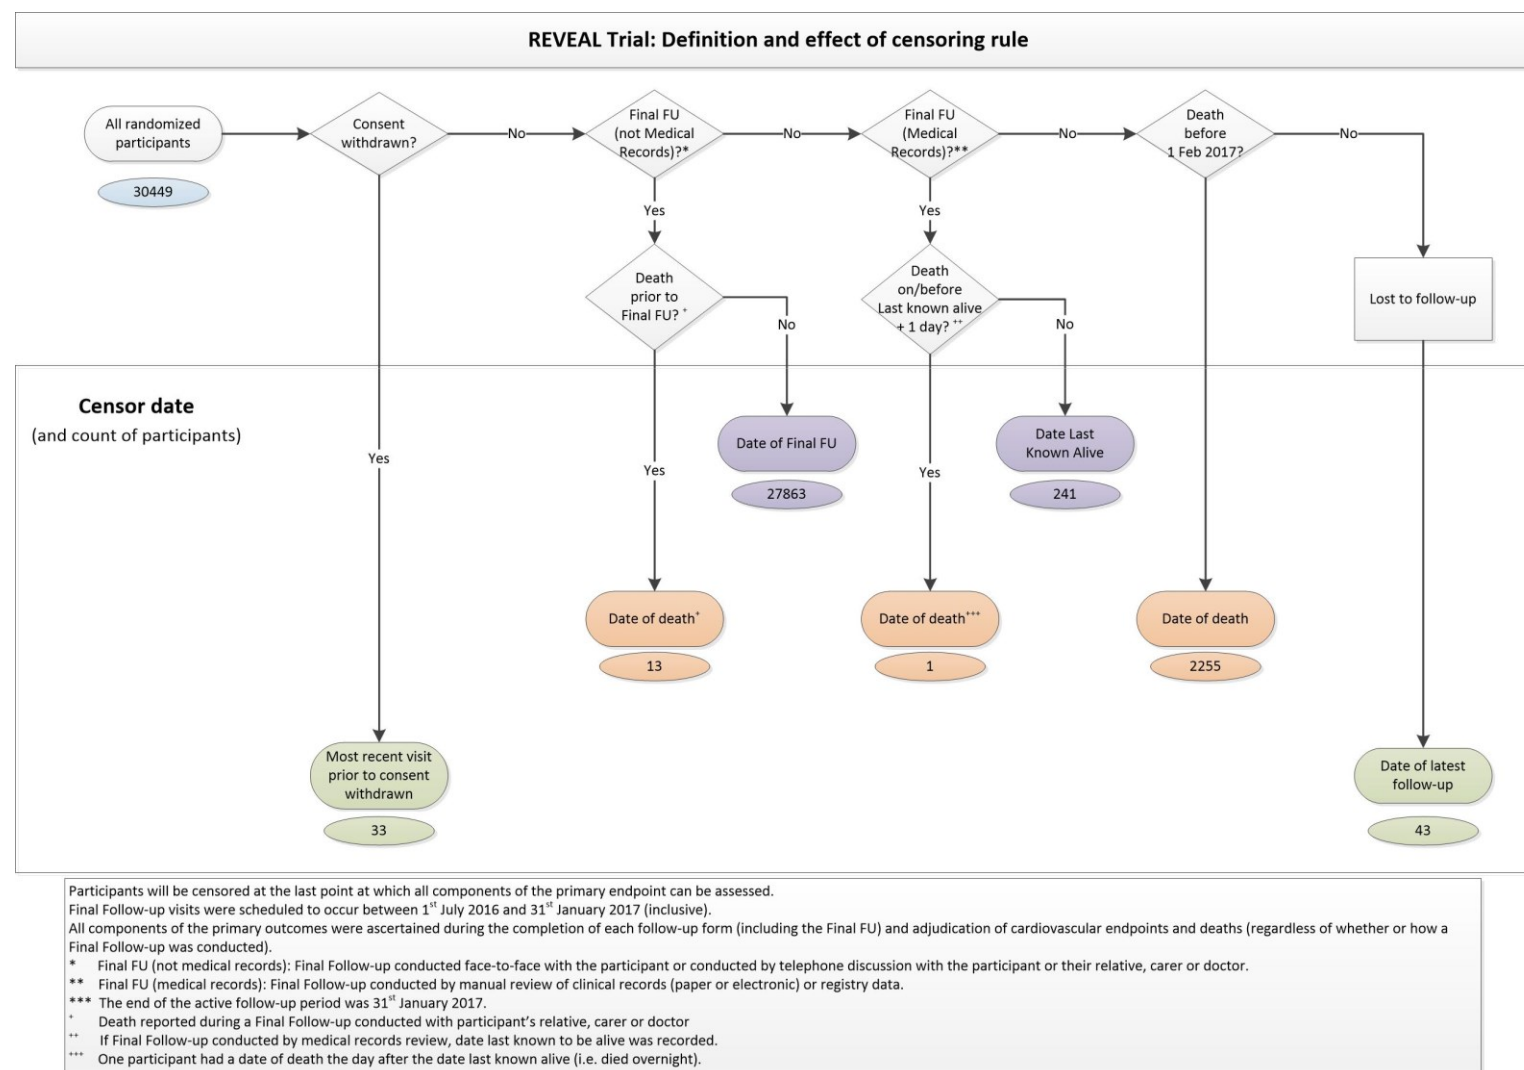 REVEAL Trial: Definition and effect of censoring rule
All randomized
participants
30449
Consent
withdrawn?
No
Final FU
(not Medical
Records)?*
No
Final FU
(Medical
Records)?**
No
Death
before
1 Feb 2017?
No
Yes
Yes
Death
prior to
Final FU? +
No
Death
on/before
Last known alive
+ 1 day? ++
No
Lost to follow-up
Censor date
(and count of participants)
Yes
Yes
Date of Final FU
27863
Yes
Date Last
Known Alive
241
Date of death+
13
Date of death+++
1
Date of death
2255
Most recent visit
prior to consent
withdrawn
33
Date of latest
follow-up
43
Participants will be censored at the last point at which all components of the primary endpoint can be assessed.
Final Follow-up visits were scheduled to occur between 1st July 2016 and 31st January 2017 (inclusive).
All components of the primary outcomes were ascertained during the completion of each follow-up form (including the Final FU) and adjudication of cardiovascular endpoints and deaths (regardless of whether or how a
Final Follow-up was conducted).
* Final FU (not medical records): Final Follow-up conducted face-to-face with the participant or conducted by telephone discussion with the participant or their relative, carer or doctor.
** Final FU (medical records): Final Follow-up conducted by manual review of clinical records (paper or electronic) or registry data.
*** The end of the active follow-up period was 31st January 2017.
+ Death reported during a Final Follow-up conducted with participant's relative, carer or doctor
++ If Final Follow-up conducted by medical records review, date last known to be alive was recorded.
+++ One participant had a date of death the day after the date last known alive (i.e. died overnight).